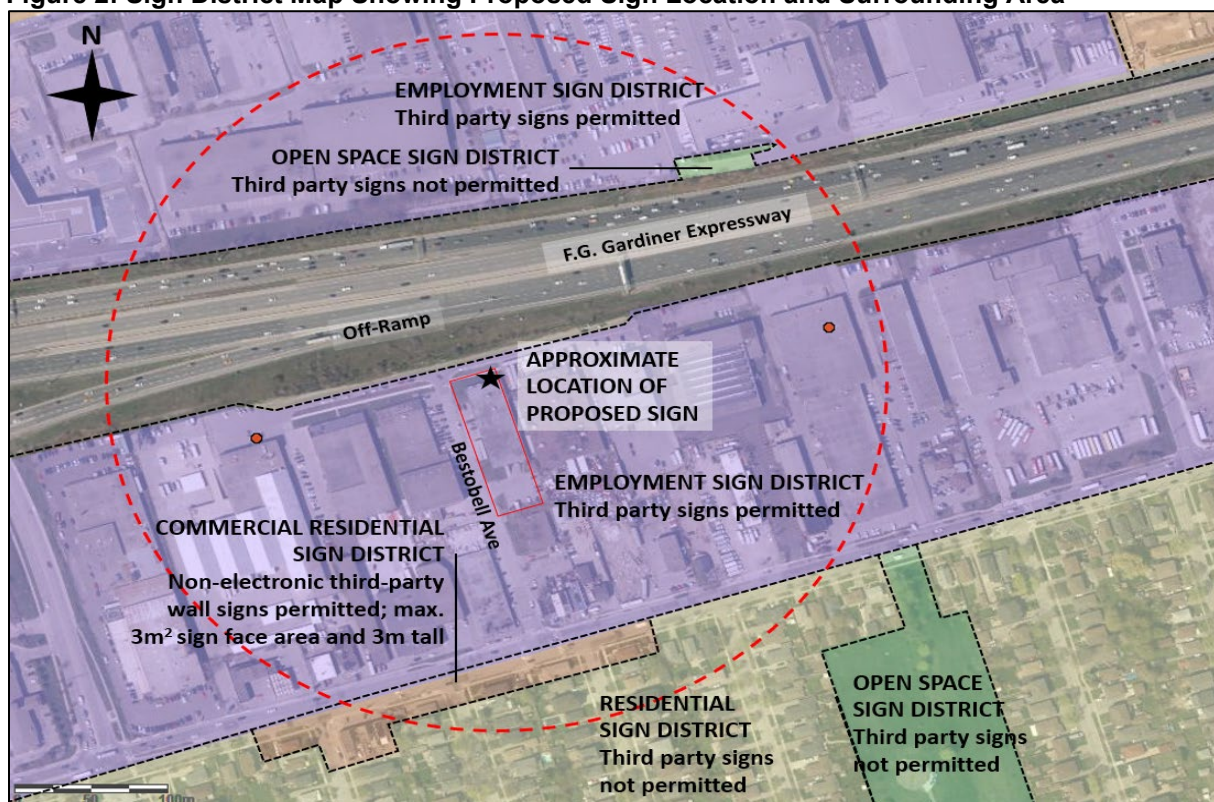 Figure 2: Sign District Map Showing Proposed Sign Location and Surrounding Area
N
EMPLOYMENT SIGN DISTRICT
Third party signs permitted
OPEN SPACE SIGN DISTRICT
Third party signs not permitted
F.G. Gardiner Expressway
Off-Ramp
APPROXIMATE
LOCATION OF
PROPOSED SIGN
Bestobell Ave
EMPLOYMENT SIGN DISTRICT
Third party signs permitted
COMMERCIAL RESIDENTIAL
SIGN DISTRICT
Non-electronic third-party
wall signs permitted; max.
3m² sign face area and 3m tall
RESIDENTIAL
SIGN DISTRICT
Third party signs
not permitted
OPEN SPACE
SIGN DISTRICT
Third party signs
not permitted
50 100m